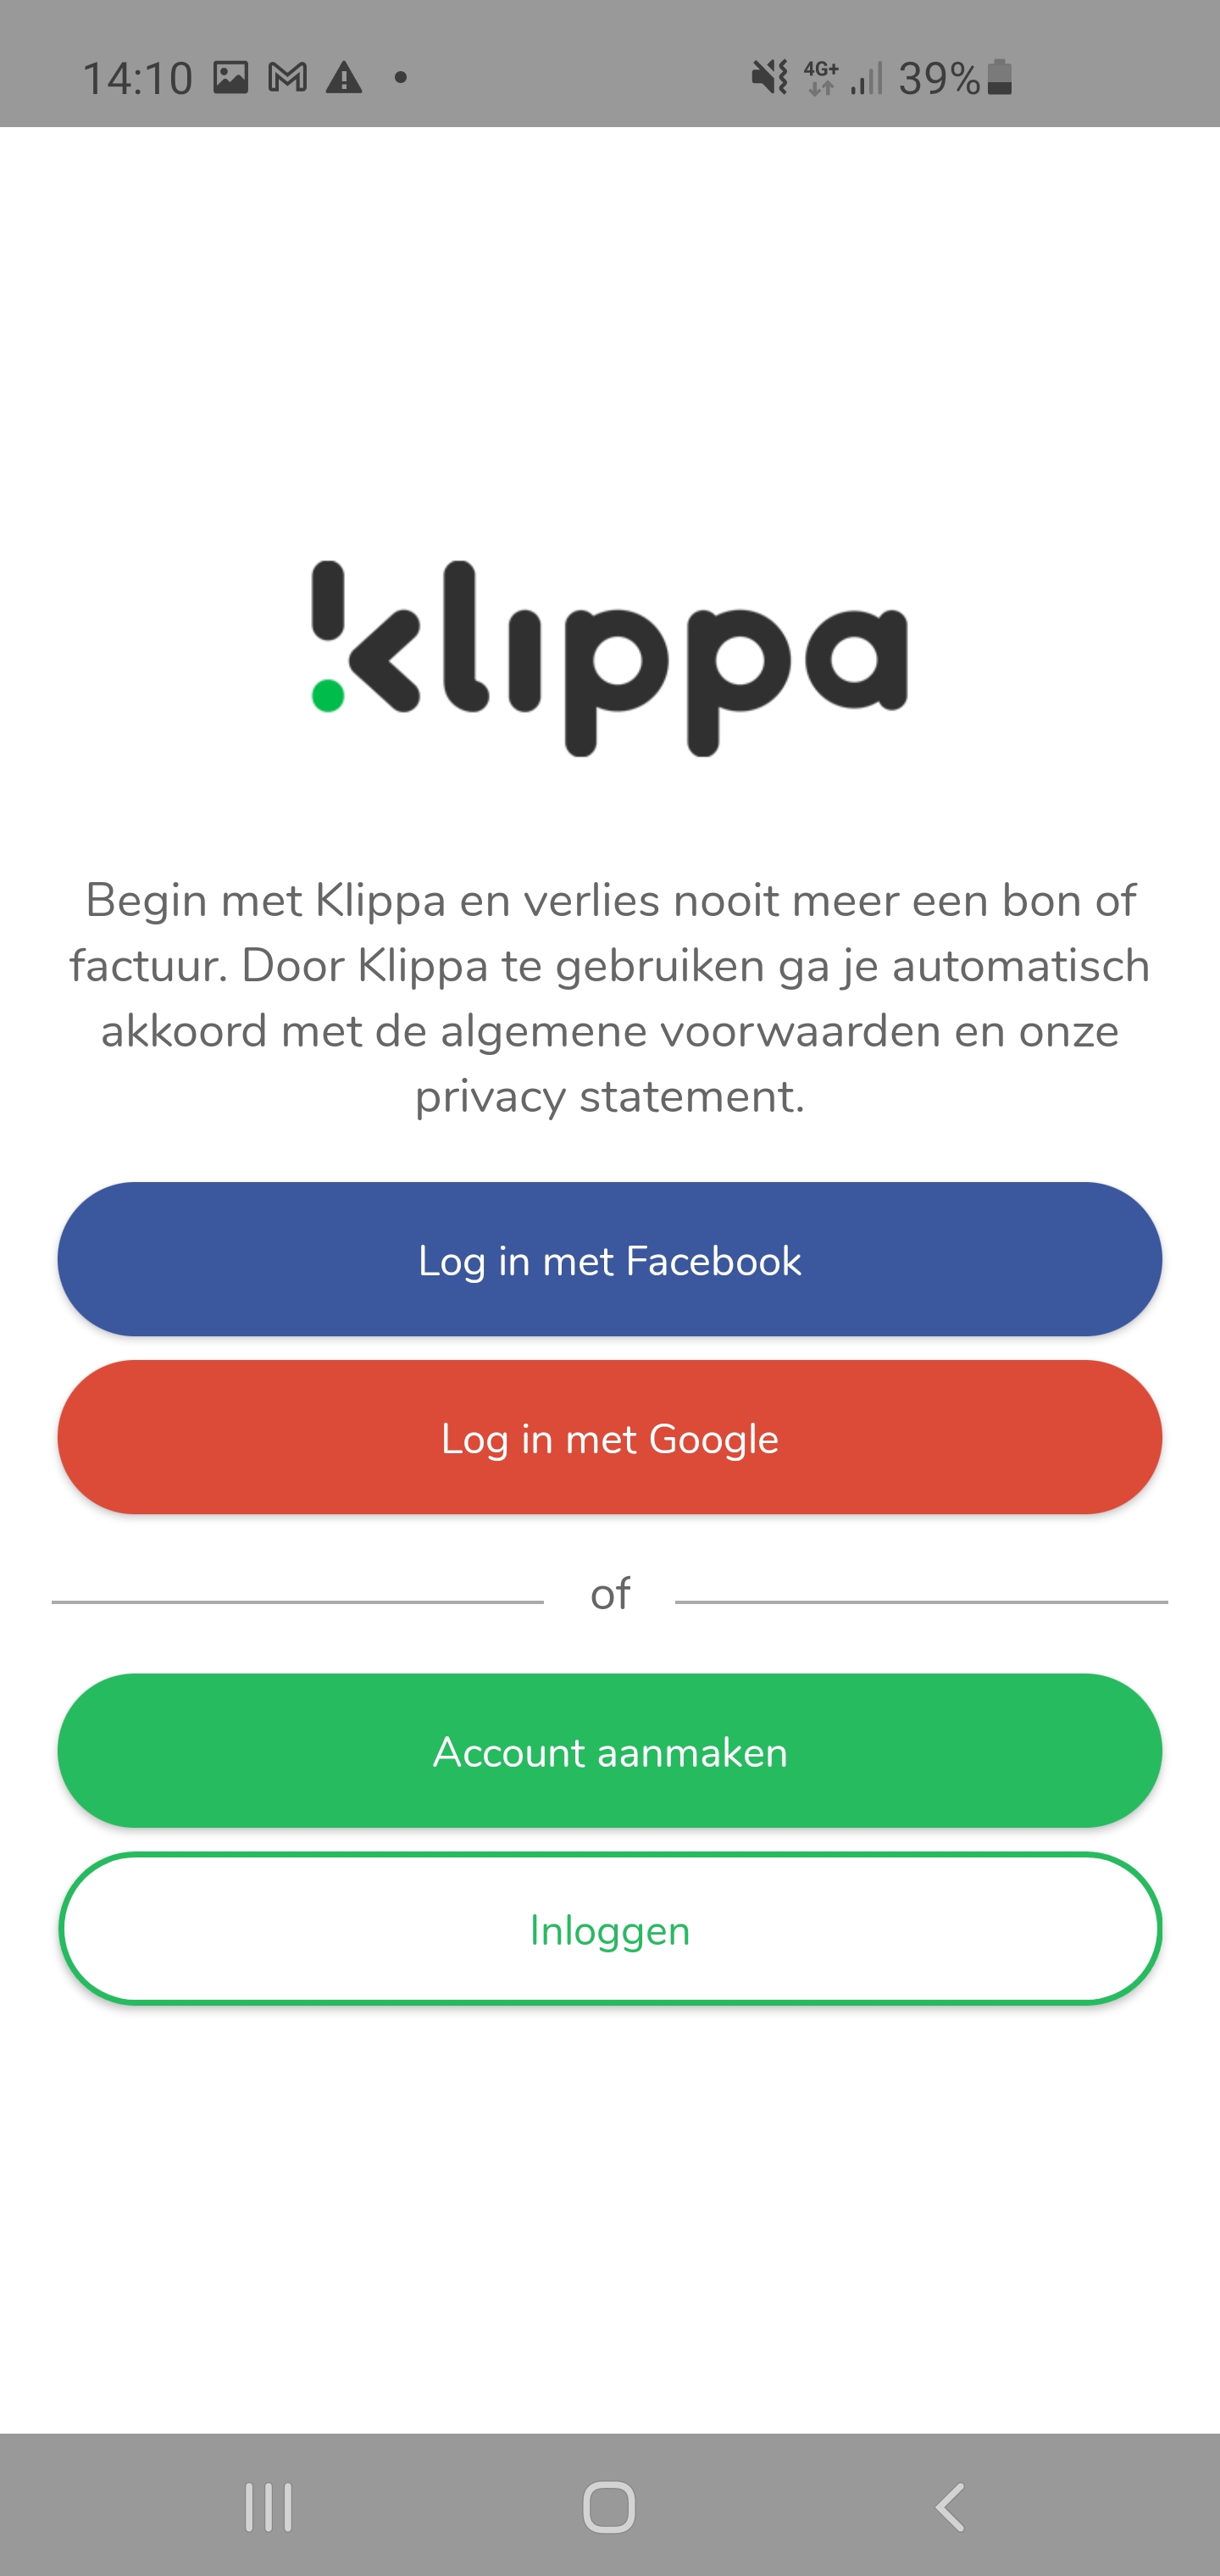 14:10
4G+
39%
klippa
Begin met Klippa en verlies nooit meer een bon of
factuur. Door Klippa te gebruiken ga je automatisch
akkoord met de algemene voorwaarden en onze
privacy statement.
Log in met Facebook
Log in met Google
of
Account aanmaken
Inloggen